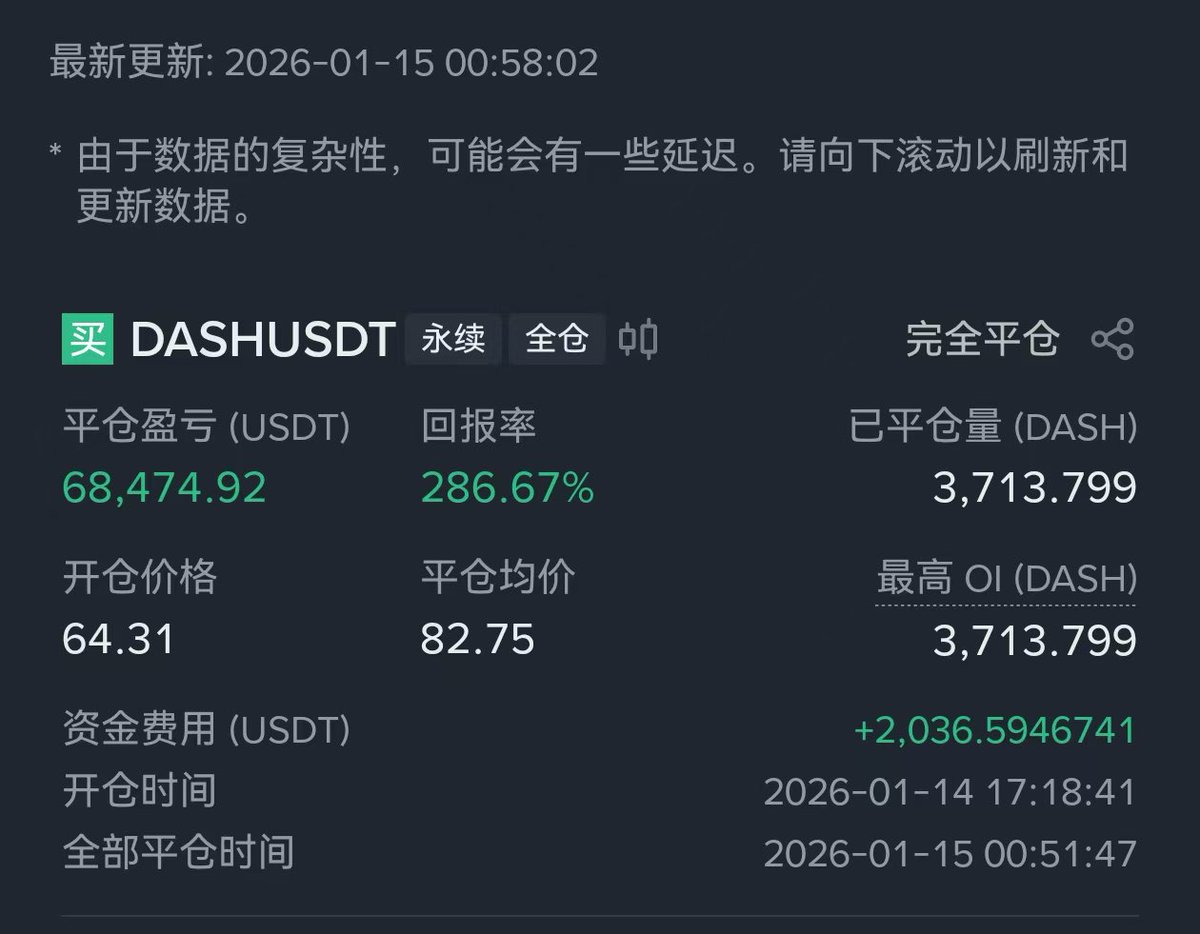 最新更新: 2026-01-15 00:58:02
* 由于数据的复杂性，可能会有一些延迟。请向下滚动以刷新和
更新数据。
买 DASHUSDT 永续 全仓 完全平仓
平仓盈亏 (USDT) 回报率 已平仓量 (DASH)
68,474.92 286.67% 3,713.799
开仓价格 平仓均价 最高 OI (DASH)
64.31 82.75 3,713.799
资金费用 (USDT) +2,036.5946741
开仓时间 2026-01-14 17:18:41
全部平仓时间 2026-01-15 00:51:47